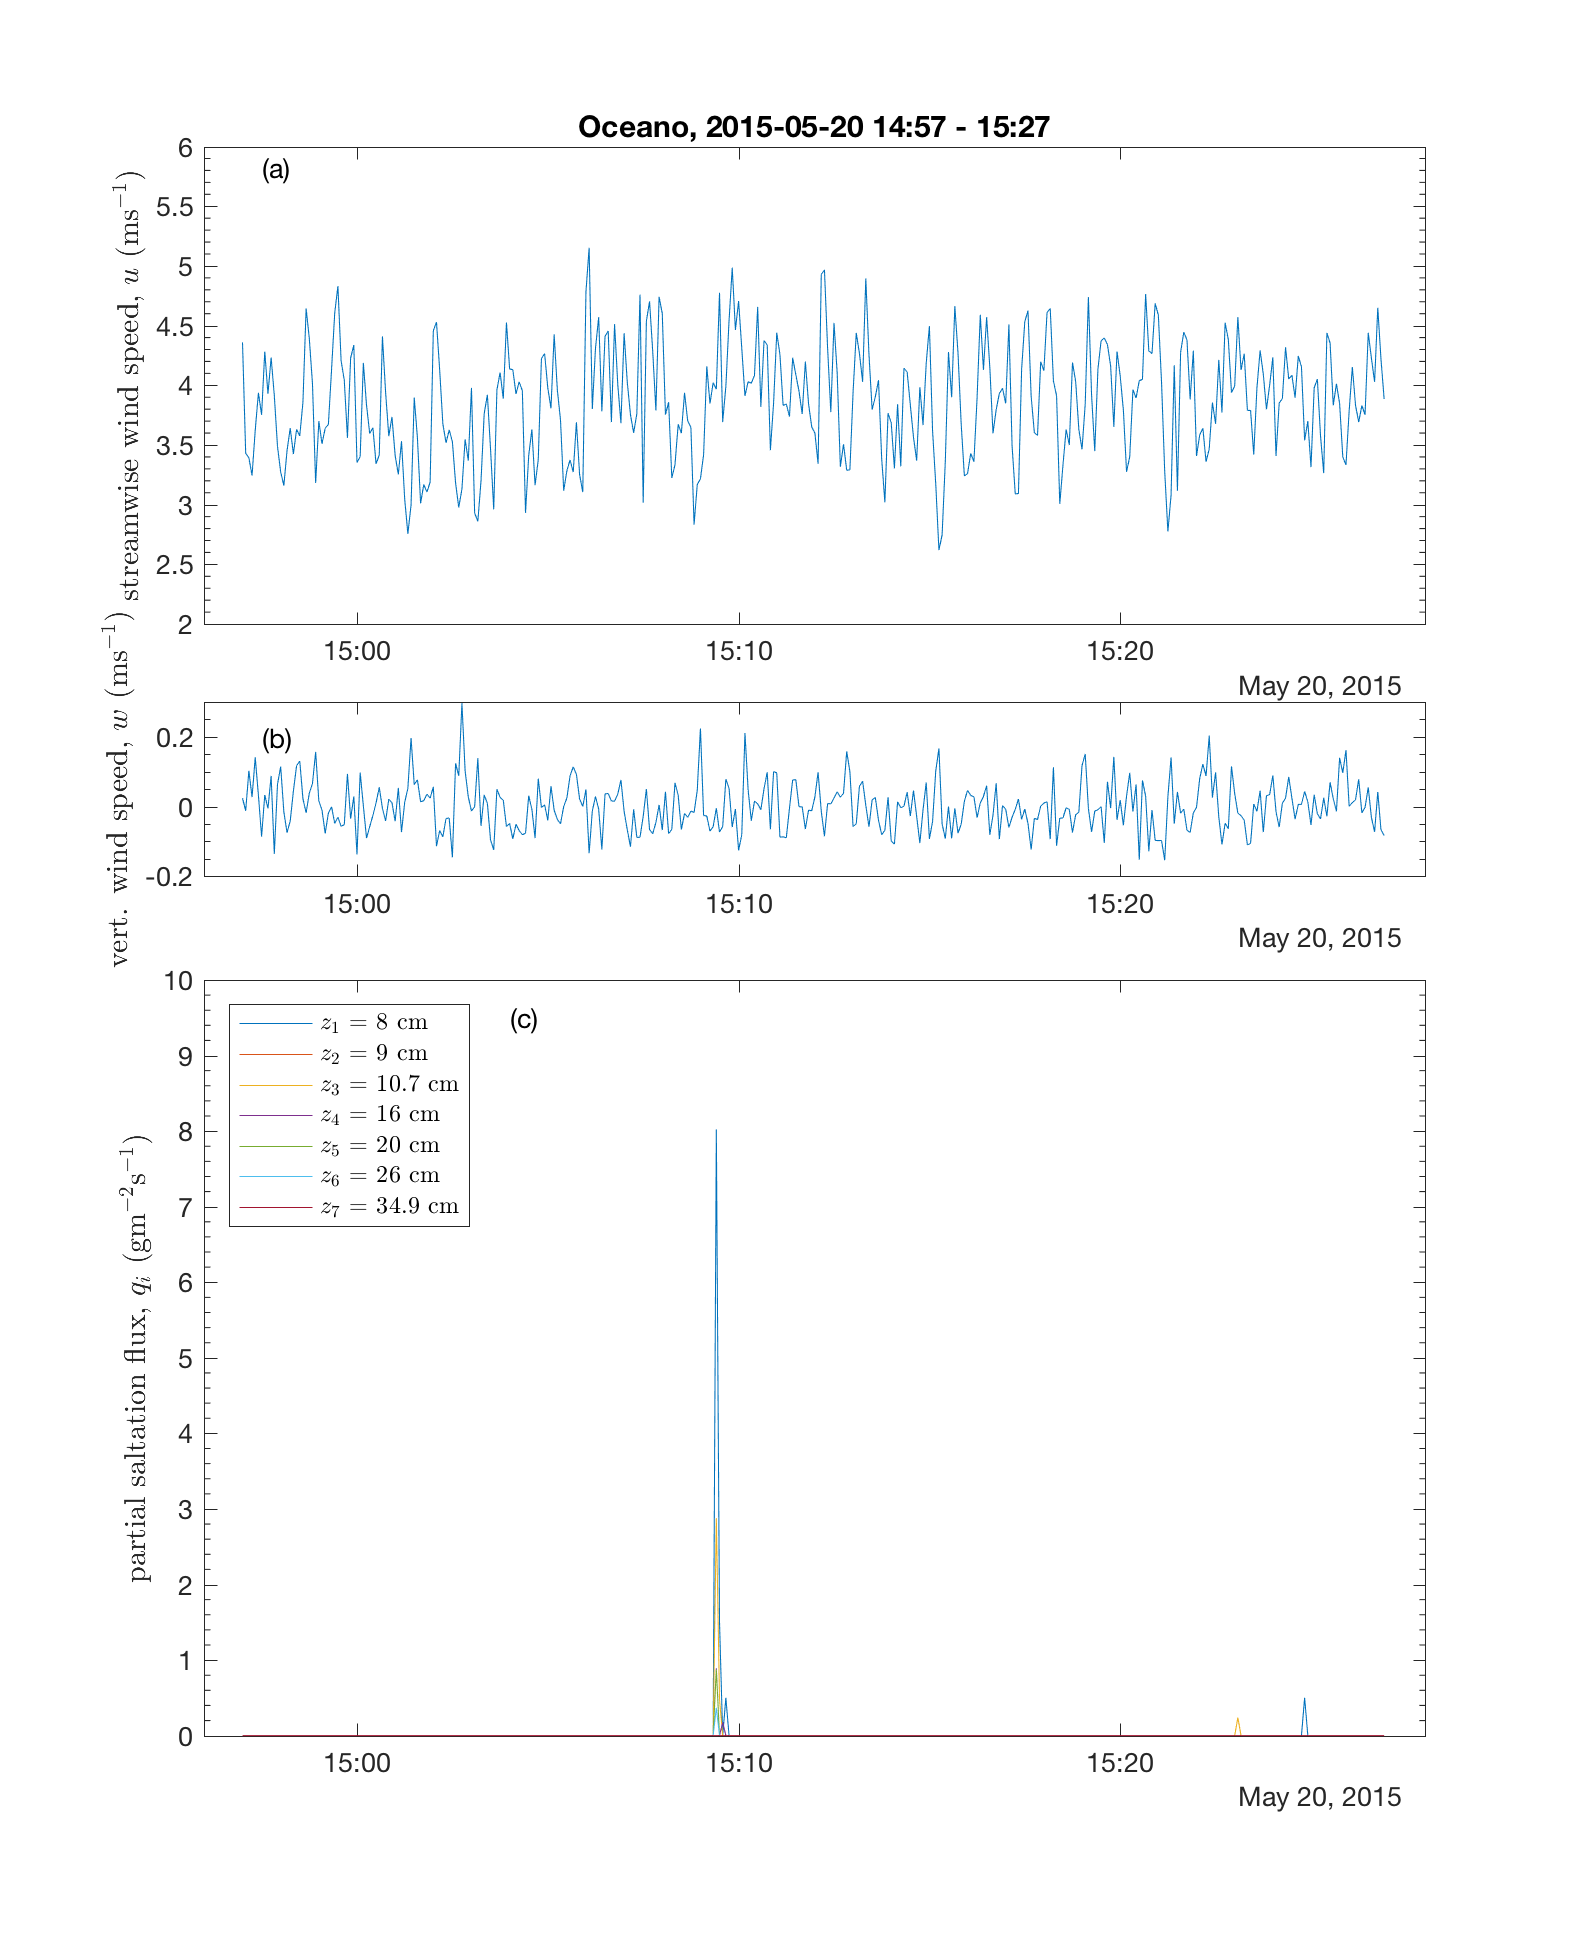 Oceano, 2015-05-20 14:57 - 15:27
(a)
streamwise wind speed, u (ms⁻¹)
6
5.5
5
4.5
4
3.5
3
2.5
2
15:00 15:10 15:20
May 20, 2015
(b)
vert. wind speed, w (ms⁻¹)
0.2
0
-0.2
15:00 15:10 15:20
May 20, 2015
(c)
partial saltation flux, qᵢ (gm⁻²s⁻¹)
10
9
8
7
6
5
4
3
2
1
0
z₁ = 8 cm
z₂ = 9 cm
z₃ = 10.7 cm
z₄ = 16 cm
z₅ = 20 cm
z₆ = 26 cm
z₇ = 34.9 cm
15:00 15:10 15:20
May 20, 2015